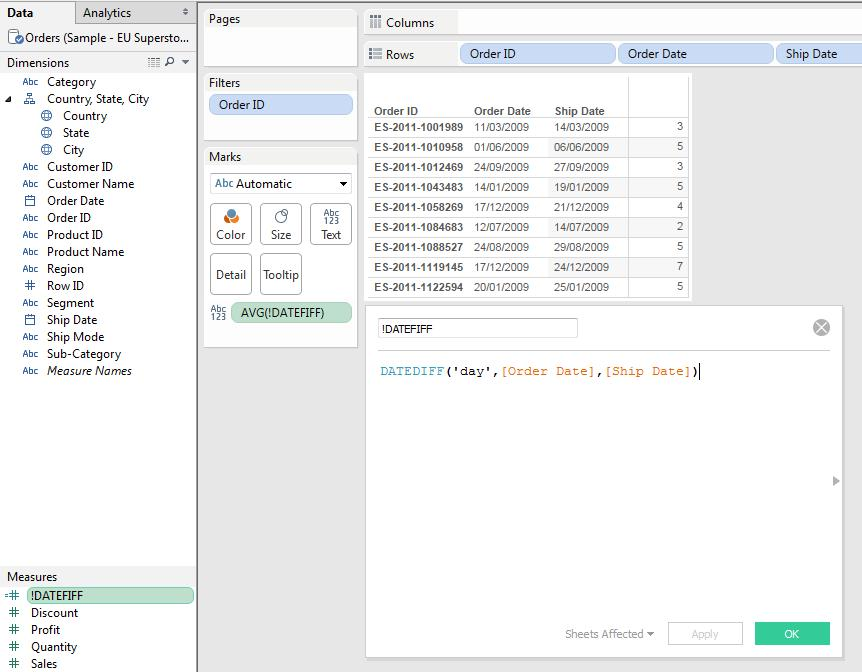 Data
Analytics
Orders (Sample - EU Supersto...
Dimensions
Abc Category
Country, State, City
Country
State
City
Abc Customer ID
Abc Customer Name
Order Date
Abc Order ID
Abc Product ID
Abc Product Name
Abc Region
# Row ID
Abc Segment
Ship Date
Abc Ship Mode
Abc Sub-Category
Abc Measure Names
Measures
=# !DATEFIFF
# Discount
# Profit
# Quantity
# Sales
Pages
Filters
Order ID
Marks
Abc Automatic
Color
Size
Abc
123
Text
Detail
Tooltip
Abc
123
AVG(!DATEFIFF)
Columns
Rows Order ID Order Date Ship Date
Order ID Order Date Ship Date
ES-2011-1001989 11/03/2009 14/03/2009 3
ES-2011-1010958 01/06/2009 06/06/2009 5
ES-2011-1012469 24/09/2009 27/09/2009 3
ES-2011-1043483 14/01/2009 19/01/2009 5
ES-2011-1058269 17/12/2009 21/12/2009 4
ES-2011-1084683 12/07/2009 14/07/2009 2
ES-2011-1088527 24/08/2009 29/08/2009 5
ES-2011-1119145 17/12/2009 24/12/2009 7
ES-2011-1122594 20/01/2009 25/01/2009 5
!DATEFIFF
DATEDIFF('day',[Order Date],[Ship Date])
Sheets Affected
Apply
OK